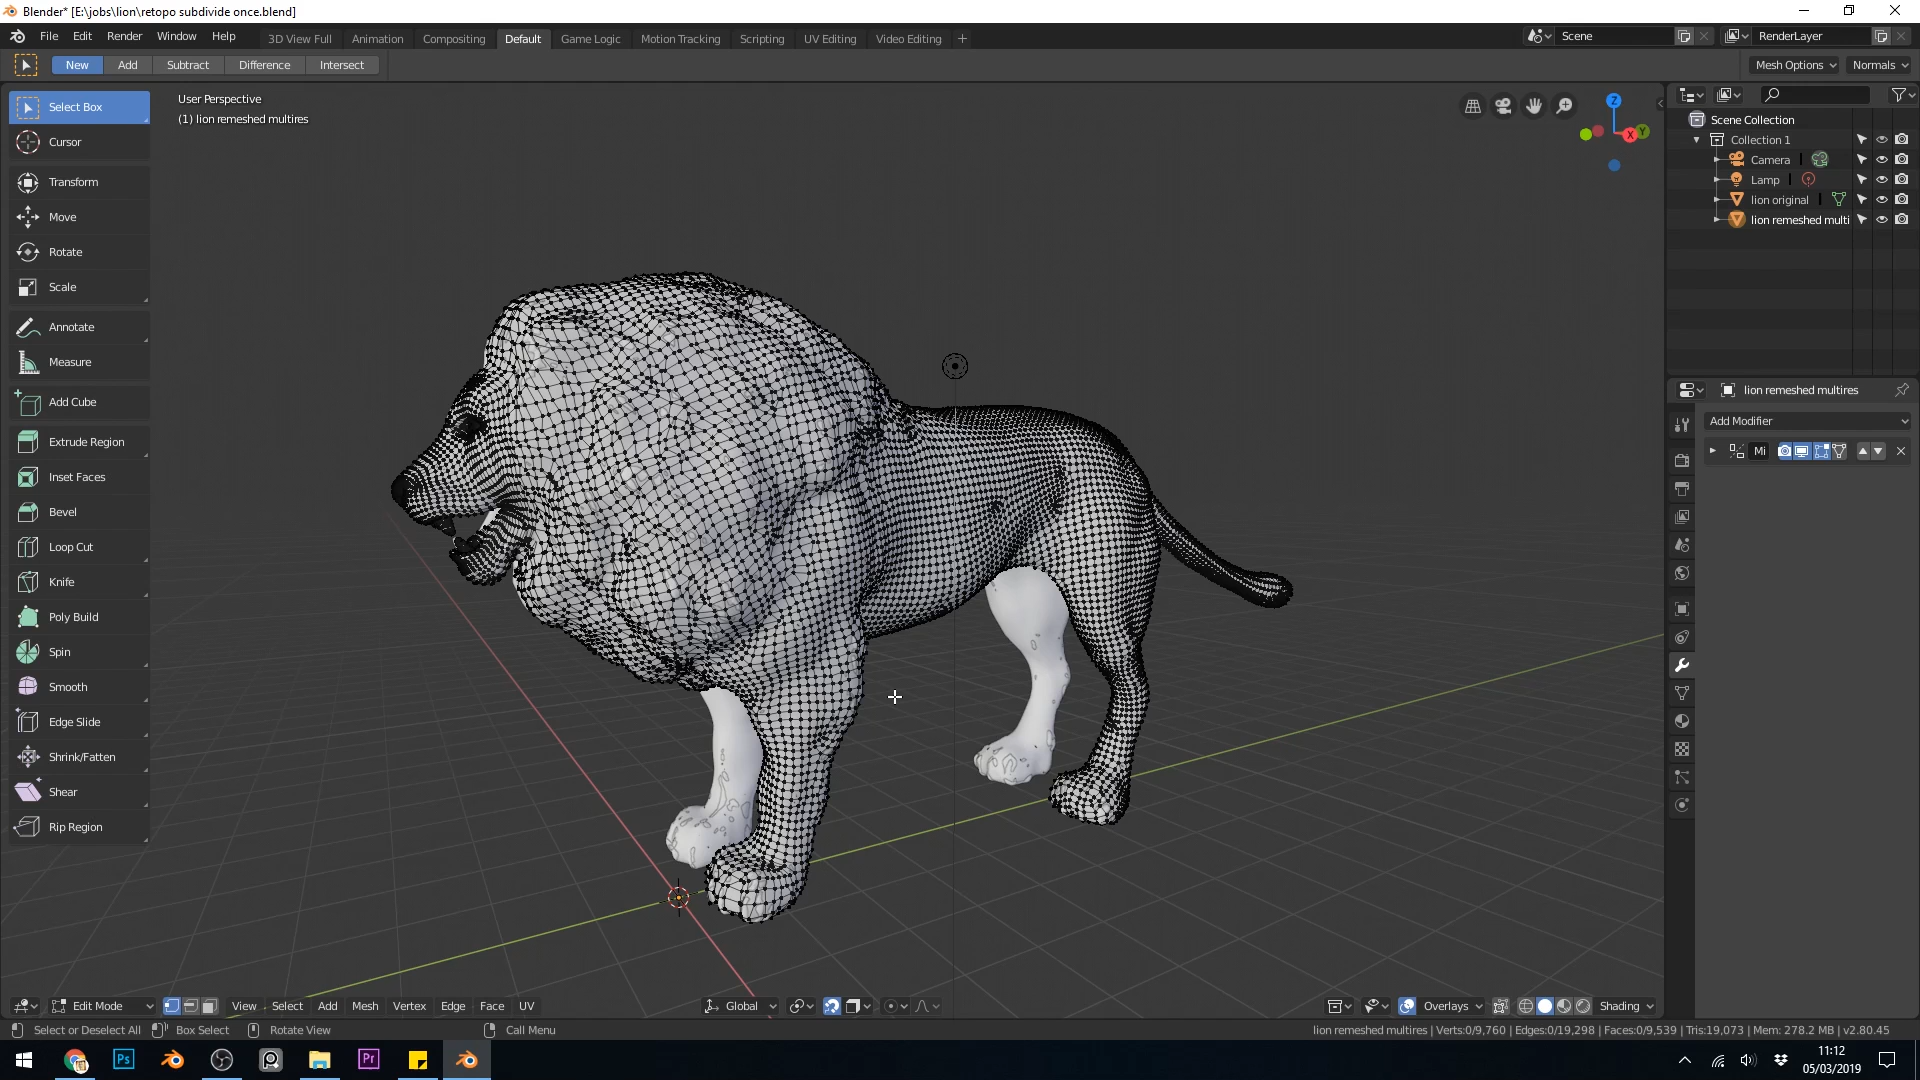 Blender* [E:\jobs\lion\retopo subdivide once.blend]
File Edit Render Window Help
3D View Full Animation Compositing Default Game Logic Motion Tracking Scripting UV Editing Video Editing +
Scene
RenderLayer
New Add Subtract Difference Intersect
Mesh Options Normals
Select Box
Cursor
Transform
Move
Rotate
Scale
Annotate
Measure
Add Cube
Extrude Region
Inset Faces
Bevel
Loop Cut
Knife
Poly Build
Spin
Smooth
Edge Slide
Shrink/Fatten
Shear
Rip Region
User Perspective
(1) lion remeshed multires
Z
X
Y
Scene Collection
Collection 1
Camera
Lamp
lion original
lion remeshed multi
lion remeshed multires
Add Modifier
Mi
Edit Mode View Select Add Mesh Vertex Edge Face UV Global Overlays Shading
Select or Deselect All Box Select Rotate View Call Menu
lion remeshed multires | Verts:0/9,760 | Edges:0/19,298 | Faces:0/9,539 | Tris:19,073 | Mem: 278.2 MB | v2.80.45
Ps
Pr
11:12
05/03/2019